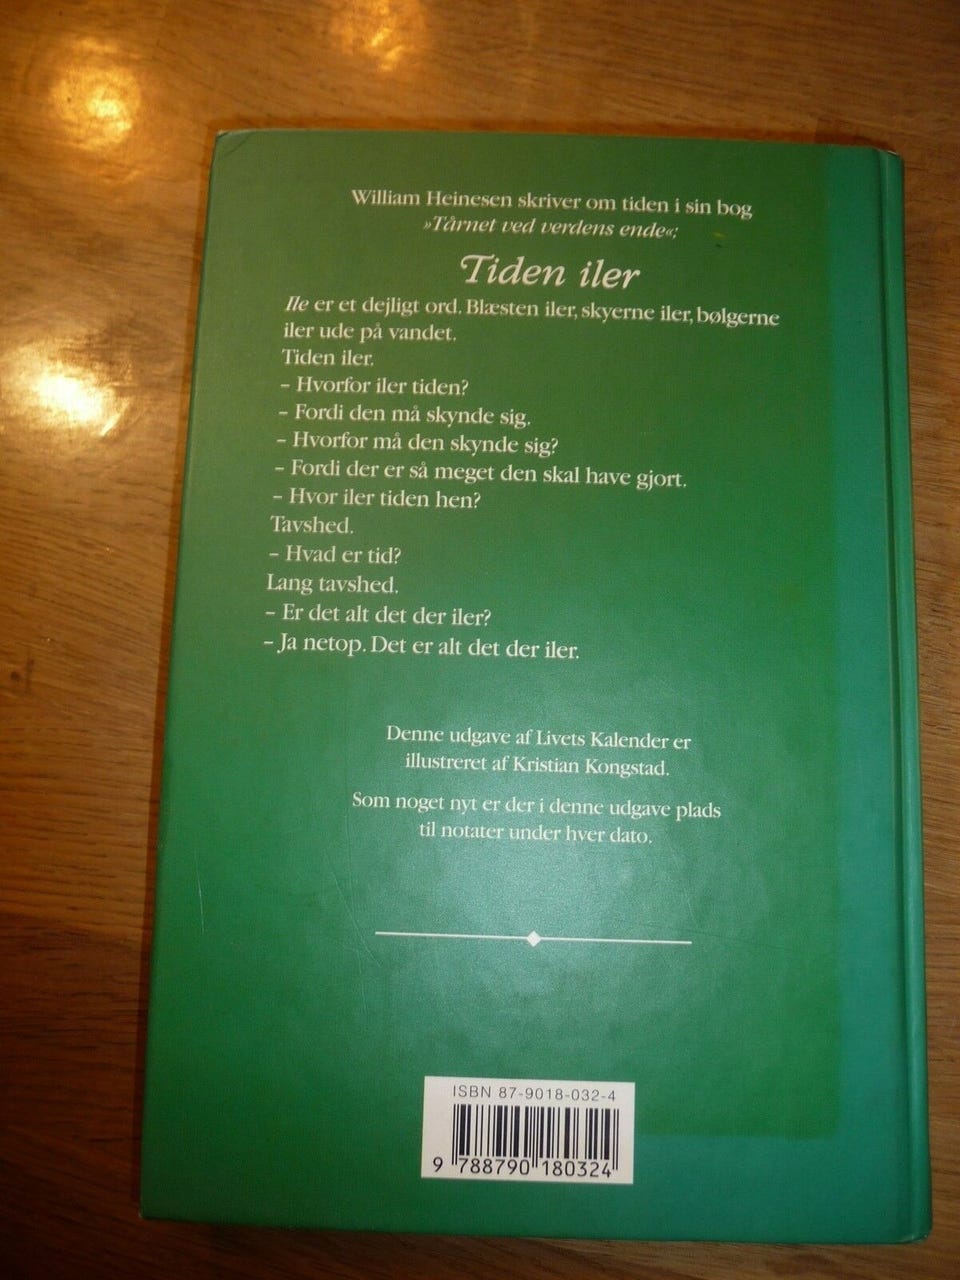 William Heinesen skriver om tiden i sin bog
»Tårnet ved verdens ende«:
Tiden iler
Ile er et dejligt ord. Blæsten iler, skyerne iler, bølgerne
iler ude på vandet.
Tiden iler.
– Hvorfor iler tiden?
– Fordi den må skynde sig.
– Hvorfor må den skynde sig?
– Fordi der er så meget den skal have gjort.
– Hvor iler tiden hen?
Tavshed.
– Hvad er tid?
Lang tavshed.
– Er det alt det der iler?
– Ja netop. Det er alt det der iler.
Denne udgave af Livets Kalender er
illustreret af Kristian Kongstad.
Som noget nyt er der i denne udgave plads
til notater under hver dato.
ISBN 87-9018-032-4
9 788790 180324